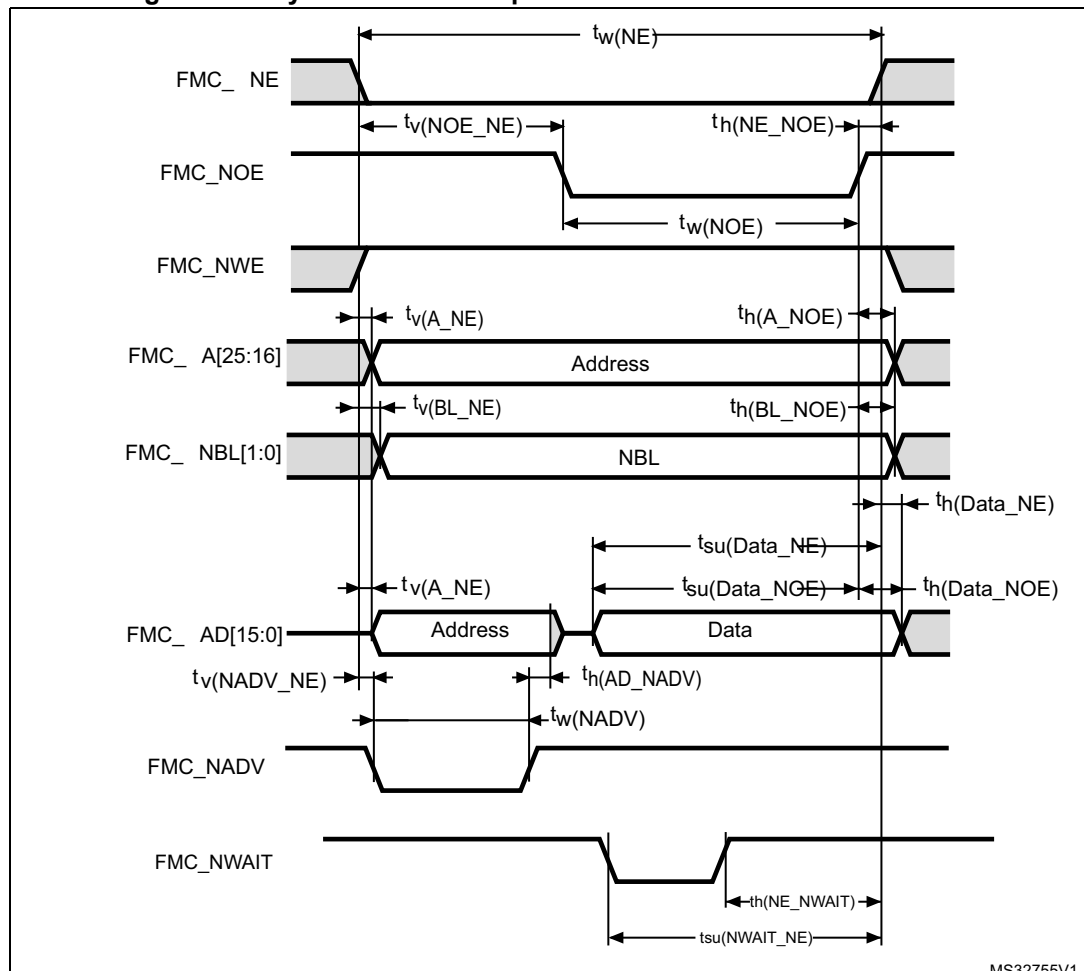 tw(NE)
FMC_ NE
tv(NOE_NE)
th(NE_NOE)
FMC_NOE
tw(NOE)
FMC_NWE
tv(A_NE)
th(A_NOE)
FMC_ A[25:16]
Address
tv(BL_NE)
th(BL_NOE)
FMC_ NBL[1:0]
NBL
th(Data_NE)
tsu(Data_NE)
tv(A_NE)
tsu(Data_NOE)
th(Data_NOE)
FMC_ AD[15:0]
Address
Data
tv(NADV_NE)
th(AD_NADV)
tw(NADV)
FMC_NADV
FMC_NWAIT
th(NE_NWAIT)
tsu(NWAIT_NE)
MS32755V1